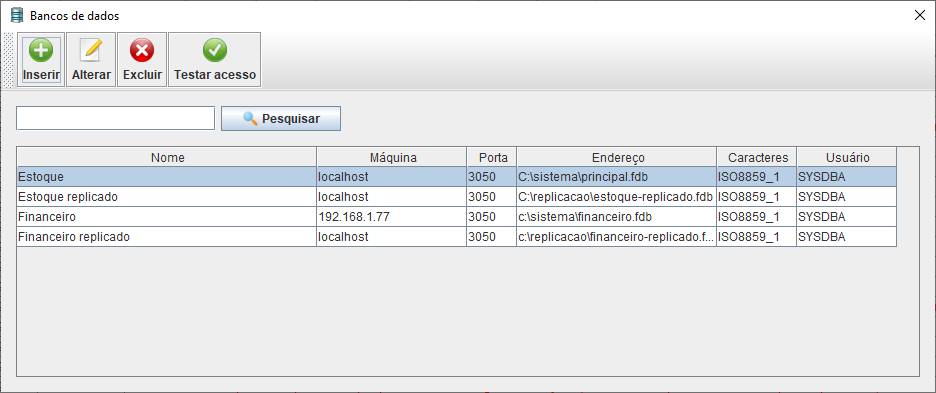 Bancos de dados
Inserir Alterar Excluir Testar acesso
Pesquisar
Nome Máquina Porta Endereço Caracteres Usuário
Estoque localhost 3050 C:\sistema\principal.fdb ISO8859_1 SYSDBA
Estoque replicado localhost 3050 C:\replicacao\estoque-replicado.fdb ISO8859_1 SYSDBA
Financeiro 192.168.1.77 3050 c:\sistema\financeiro.fdb ISO8859_1 SYSDBA
Financeiro replicado localhost 3050 c:\replicacao\financeiro-replicado.f... ISO8859_1 SYSDBA